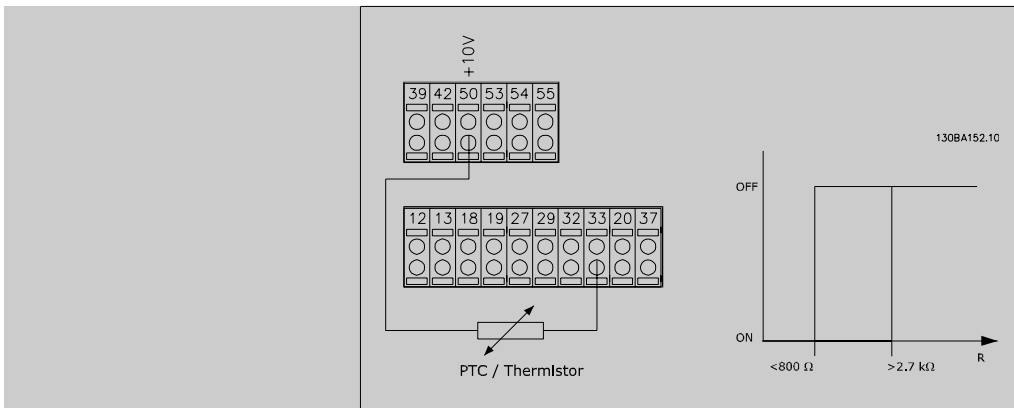 +10V
39 42 50 53 54 55
130BA152.10
OFF
12 13 18 19 27 29 32 33 20 37
ON
R
<800 Ω
>2.7 kΩ
PTC / Thermistor